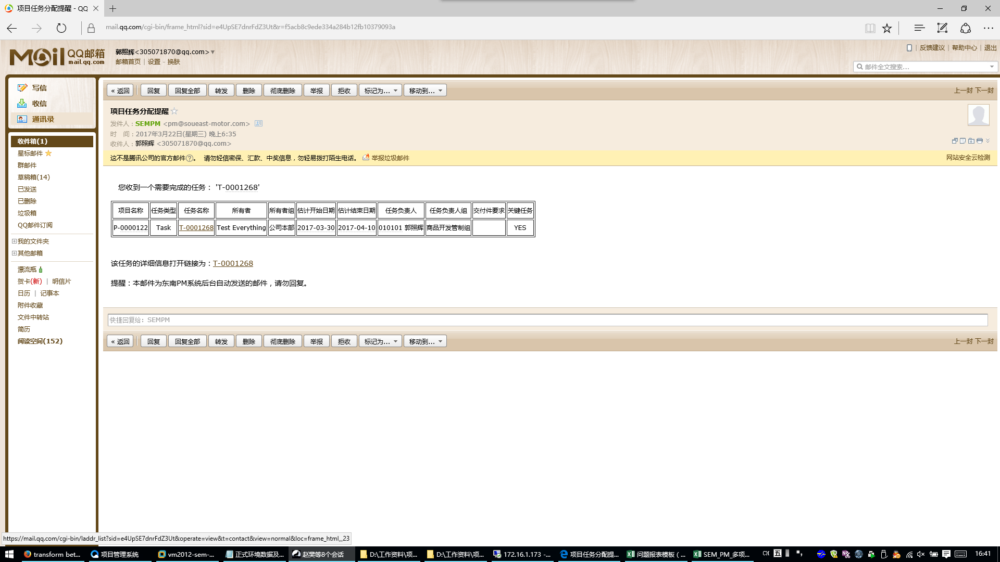 项目任务分配提醒 - QQ
mail.qq.com/cgi-bin/frame_html?sid=e4UpSE7dnrFdZ3Ut&r=f5acb8c9ede334a284b12fb10379093a
Mail QQ邮箱
mail.qq.com
郭照辉<305071870@qq.com>
邮箱首页 | 设置 - 换肤
反馈建议 | 帮助中心 | 退出
邮件全文搜索...
写信
收信
通讯录
收件箱(1)
星标邮件
群邮件
草稿箱(14)
已发送
已删除
垃圾箱
QQ邮件订阅
我的文件夹
其他邮箱
漂流瓶
贺卡(新) | 明信片
日历 | 记事本
附件收藏
文件中转站
简历
阅读空间(152)
« 返回 回复 回复全部 转发 删除 彻底删除 举报 拒收 标记为... 移动到... 上一封 下一封
项目任务分配提醒
发件人：SEMPM <pm@soueast-motor.com>
时 间：2017年3月22日(星期三) 晚上6:35
收件人：郭照辉 <305071870@qq.com>
这不是腾讯公司的官方邮件?。 请勿轻信密保、汇款、中奖信息，勿轻易拨打陌生电话。 举报垃圾邮件 网站安全云检测
您收到一个需要完成的任务： 'T-0001268'
项目名称 任务类型 任务名称 所有者 所有者组 估计开始日期 估计结束日期 任务负责人 任务负责人组 交付件要求 关键任务
P-0000122 Task T-0001268 Test Everything 公司本部 2017-03-30 2017-04-10 010101 郭照辉 商品开发管制组 YES
该任务的详细信息打开链接为：T-0001268
提醒：本邮件为东南PM系统后台自动发送的邮件，请勿回复。
快捷回复给：SEMPM
« 返回 回复 回复全部 转发 删除 彻底删除 举报 拒收 标记为... 移动到... 上一封 下一封
https://mail.qq.com/cgi-bin/laddr_list?sid=e4UpSE7dnrFdZ3Ut&operate=view&t=contact&view=normal&loc=frame_html,,,23
transform bet... 项目管理系统 vm2012-sem-... 正式环境数据及... 赵樊等8个会话 D:\工作资料\项... D:\工作资料\项... 172.16.1.173 -... 项目任务分配提... 问题报表模板（... SEM_PM_多项... CH 五 16:41